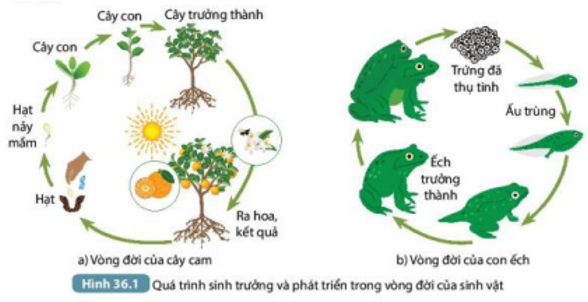 Cây con
Cây trưởng thành
Cây con
Hạt
nảy
mầm
Hạt
Ra hoa,
kết quả
a) Vòng đời của cây cam
Trứng đã
thụ tinh
Ấu trùng
Ếch
trưởng
thành
b) Vòng đời của con ếch
Hình 36.1 Quá trình sinh trưởng và phát triển trong vòng đời của sinh vật